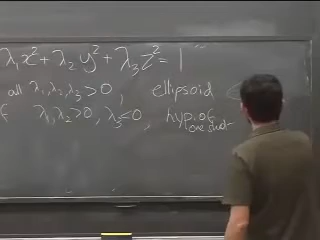 λ₁x²+λ₂y²+λ₃z²=1
all λ₁,λ₂,λ₃>0, ellipsoid
f λ₁,λ₂>0, λ₃<0, hyp. of
one sheet